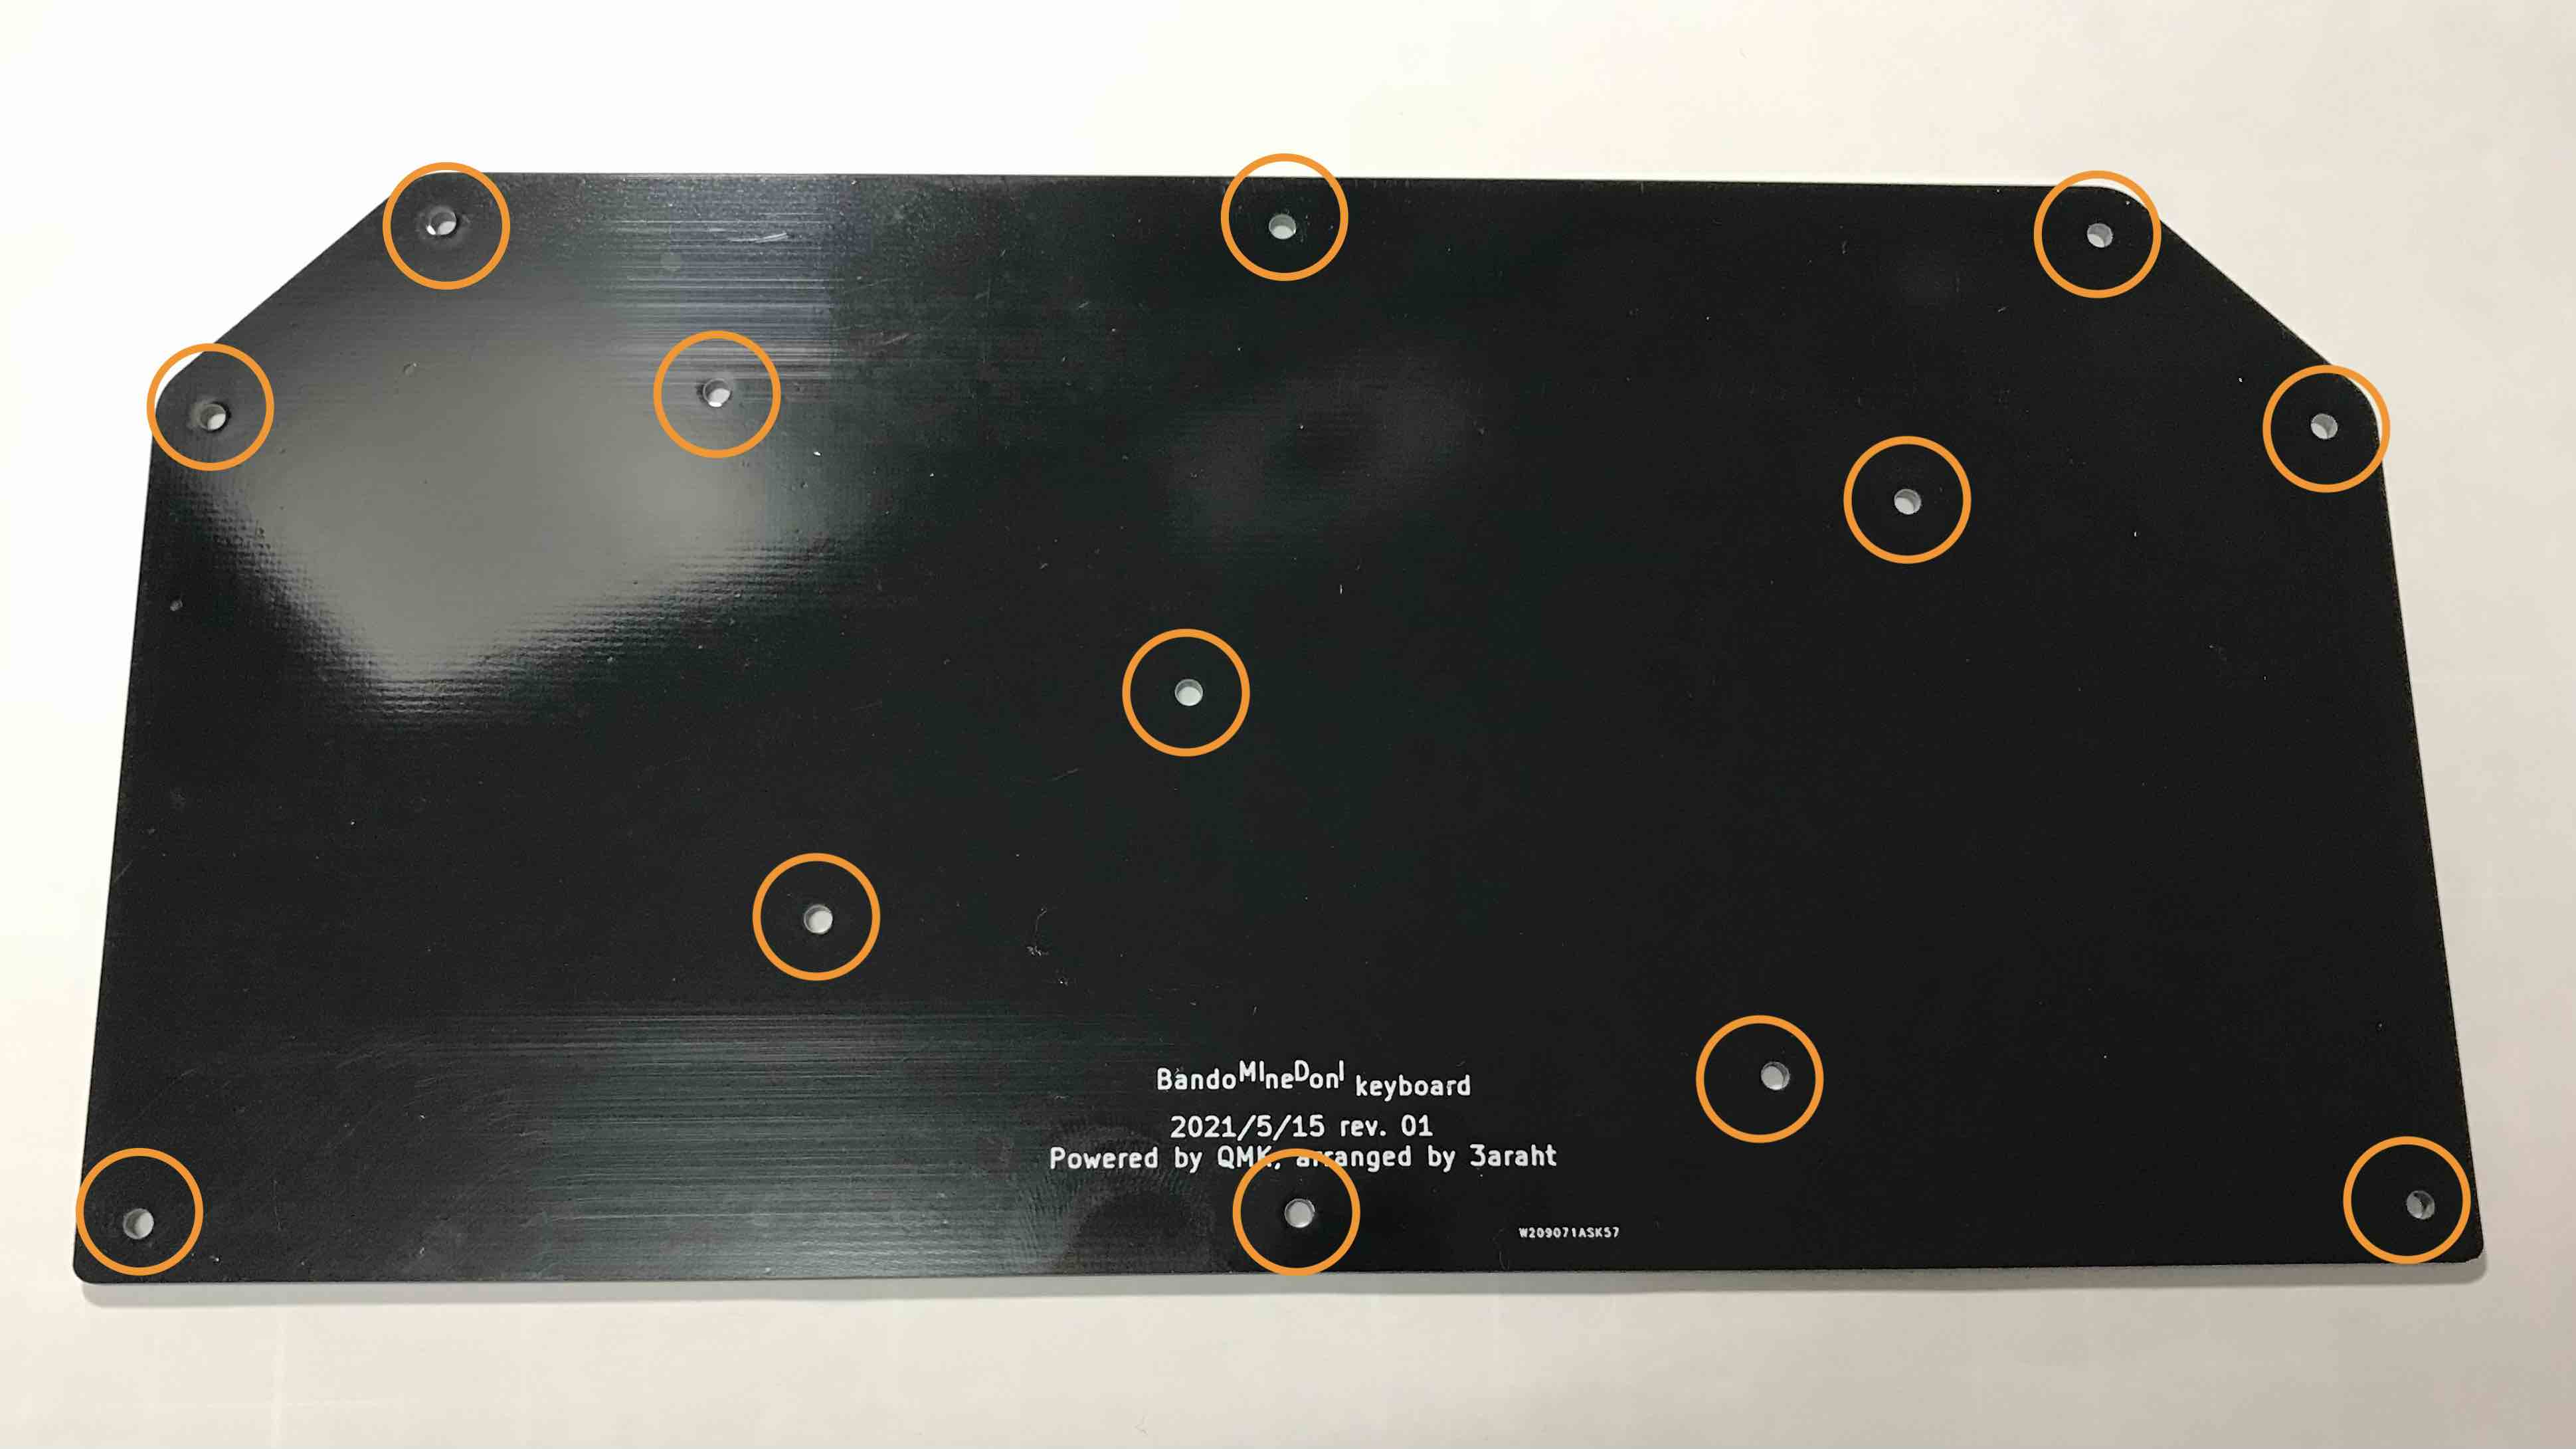 BandoMIneDonI keyboard
2021/5/15 rev. 01
Powered by QMK, arranged by 3araht
W209071ASK57